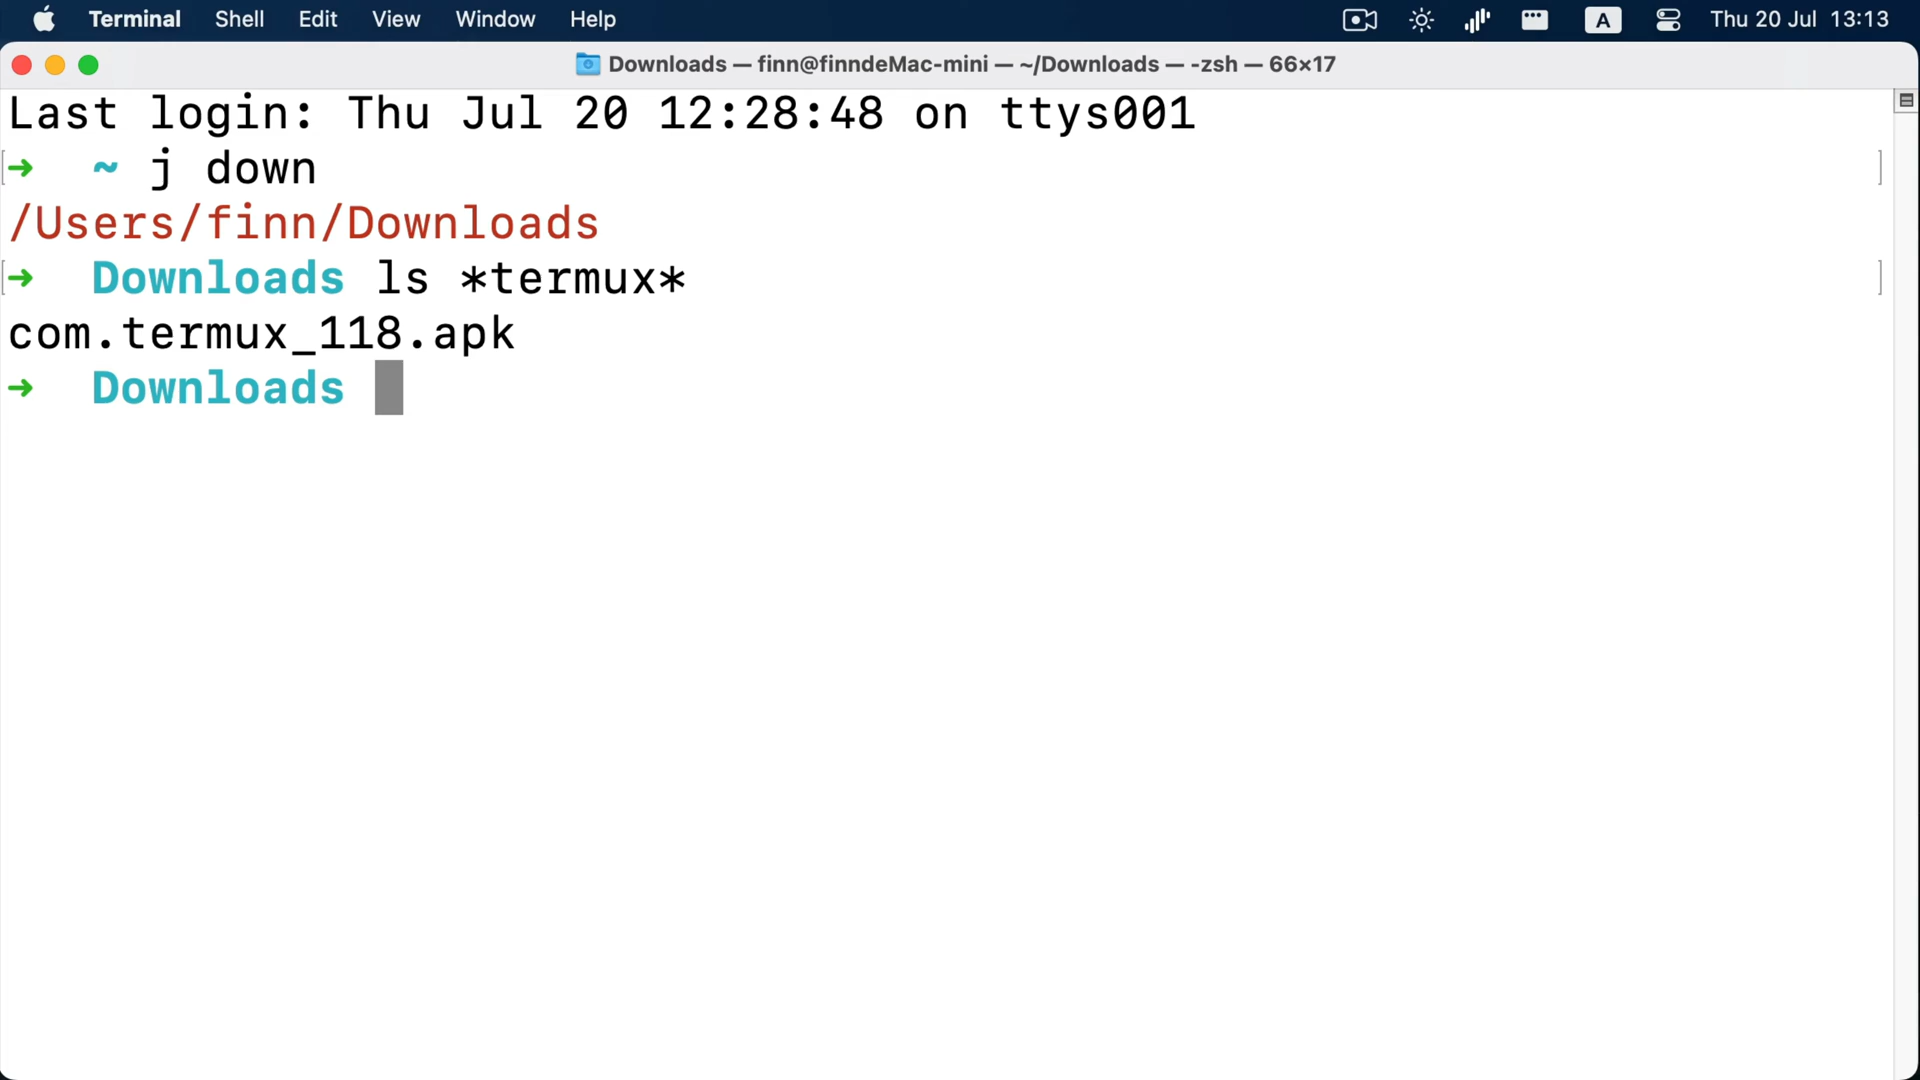 Terminal Shell Edit View Window Help A Thu 20 Jul 13:13
Downloads — finn@finndeMac-mini — ~/Downloads — -zsh — 66×17
Last login: Thu Jul 20 12:28:48 on ttys001
[➜ ~ j down ]
/Users/finn/Downloads
[➜ Downloads ls *termux* ]
com.termux_118.apk
➜ Downloads